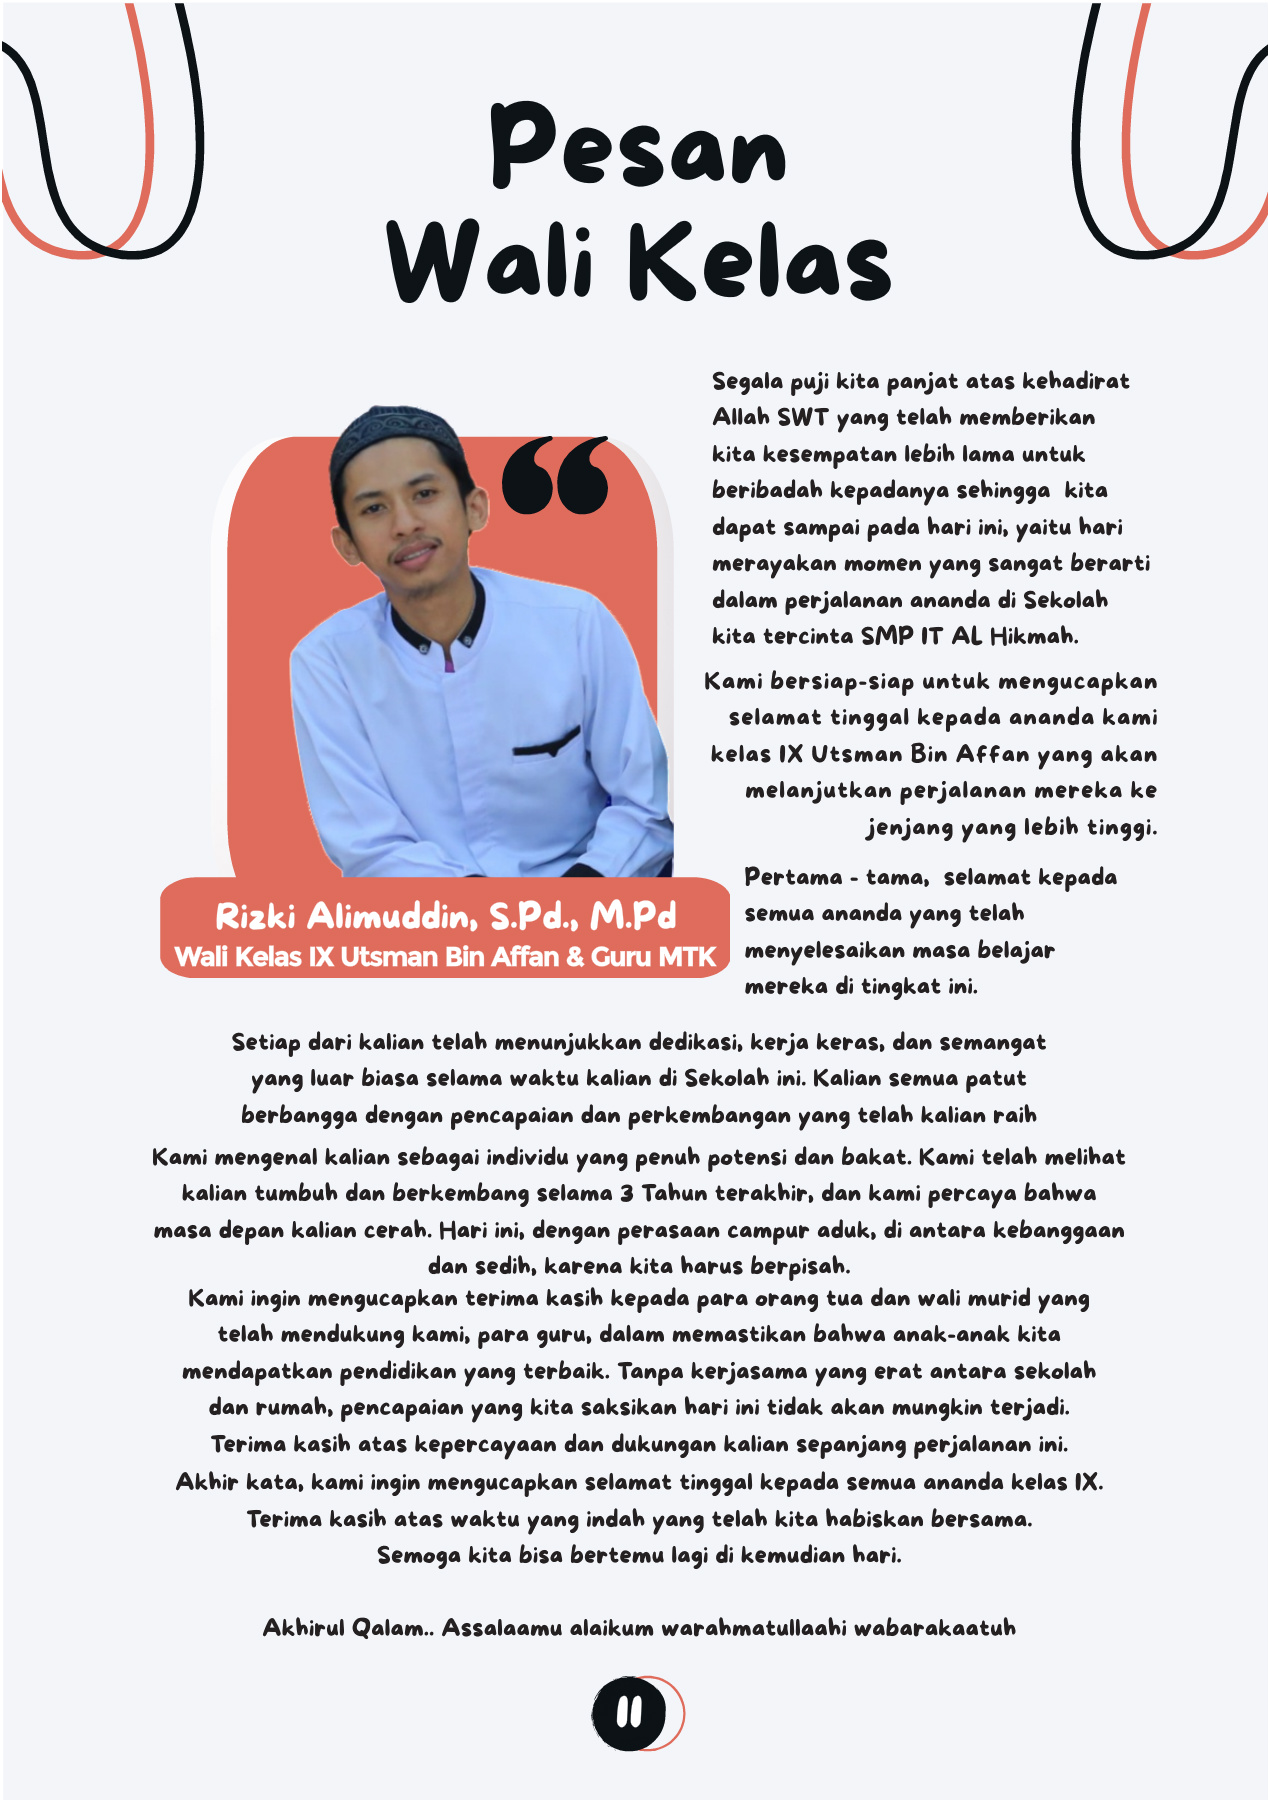 Pesan
Wali Kelas
Segala puji kita panjat atas kehadirat
Allah SWT yang telah memberikan
kita kesempatan lebih lama untuk
beribadah kepadanya sehingga kita
dapat sampai pada hari ini, yaitu hari
merayakan momen yang sangat berarti
dalam perjalanan ananda di Sekolah
kita tercinta SMP IT AL Hikmah.
Kami bersiap-siap untuk mengucapkan
selamat tinggal kepada ananda kami
kelas IX Utsman Bin Affan yang akan
melanjutkan perjalanan mereka ke
jenjang yang lebih tinggi.
“
Rizki Alimuddin, S.Pd., M.Pd
Wali Kelas IX Utsman Bin Affan & Guru MTK
Pertama - tama, selamat kepada
semua ananda yang telah
menyelesaikan masa belajar
mereka di tingkat ini.
Setiap dari kalian telah menunjukkan dedikasi, kerja keras, dan semangat
yang luar biasa selama waktu kalian di Sekolah ini. Kalian semua patut
berbangga dengan pencapaian dan perkembangan yang telah kalian raih
Kami mengenal kalian sebagai individu yang penuh potensi dan bakat. Kami telah melihat
kalian tumbuh dan berkembang selama 3 Tahun terakhir, dan kami percaya bahwa
masa depan kalian cerah. Hari ini, dengan perasaan campur aduk, di antara kebanggaan
dan sedih, karena kita harus berpisah.
Kami ingin mengucapkan terima kasih kepada para orang tua dan wali murid yang
telah mendukung kami, para guru, dalam memastikan bahwa anak-anak kita
mendapatkan pendidikan yang terbaik. Tanpa kerjasama yang erat antara sekolah
dan rumah, pencapaian yang kita saksikan hari ini tidak akan mungkin terjadi.
Terima kasih atas kepercayaan dan dukungan kalian sepanjang perjalanan ini.
Akhir kata, kami ingin mengucapkan selamat tinggal kepada semua ananda kelas IX.
Terima kasih atas waktu yang indah yang telah kita habiskan bersama.
Semoga kita bisa bertemu lagi di kemudian hari.
Akhirul Qalam.. Assalaamu alaikum warahmatullaahi wabarakaatuh
11